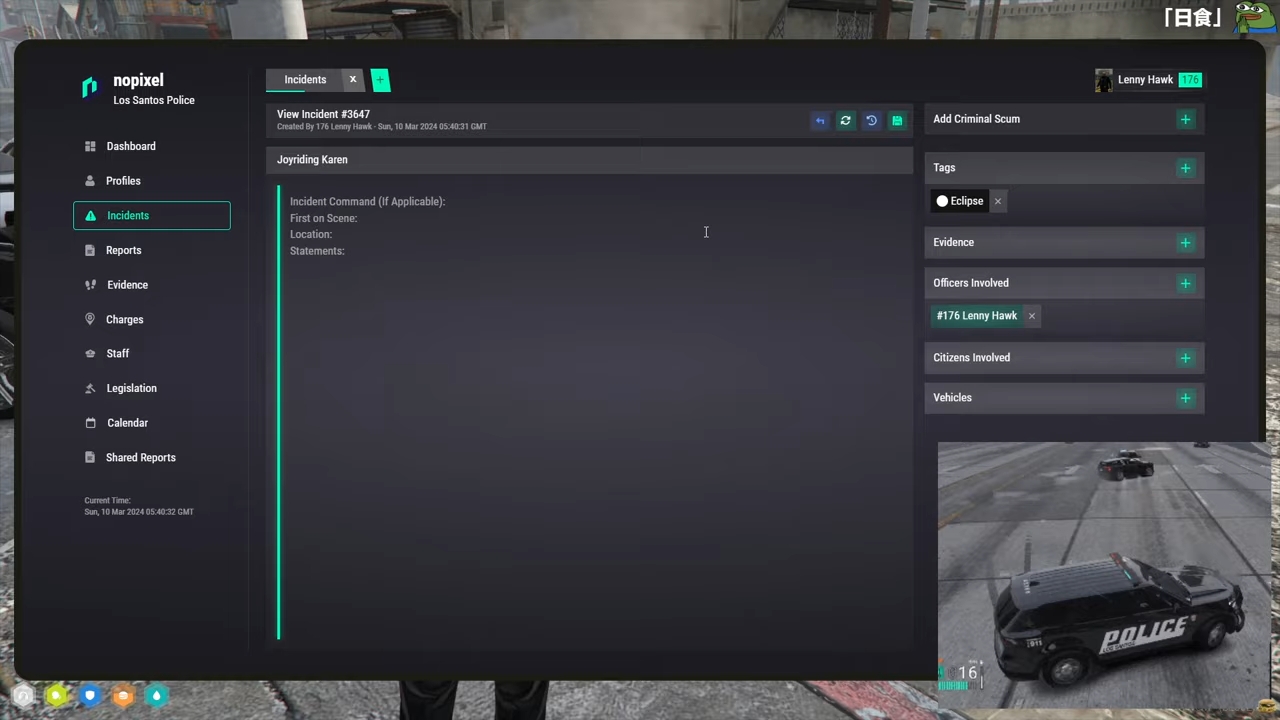 「日食」
nopixel
Los Santos Police
Dashboard
Profiles
Incidents
Reports
Evidence
Charges
Staff
Legislation
Calendar
Shared Reports
Current Time:
Sun, 10 Mar 2024 05:40:32 GMT
Incidents x +
View Incident #3647
Created By 176 Lenny Hawk - Sun, 10 Mar 2024 05:40:31 GMT
Joyriding Karen
Incident Command (If Applicable):
First on Scene:
Location:
Statements:
Lenny Hawk 176
Add Criminal Scum +
Tags +
Eclipse ×
Evidence +
Officers Involved +
#176 Lenny Hawk ×
Citizens Involved +
Vehicles +
POLICE
LOS SANTOS
911
16